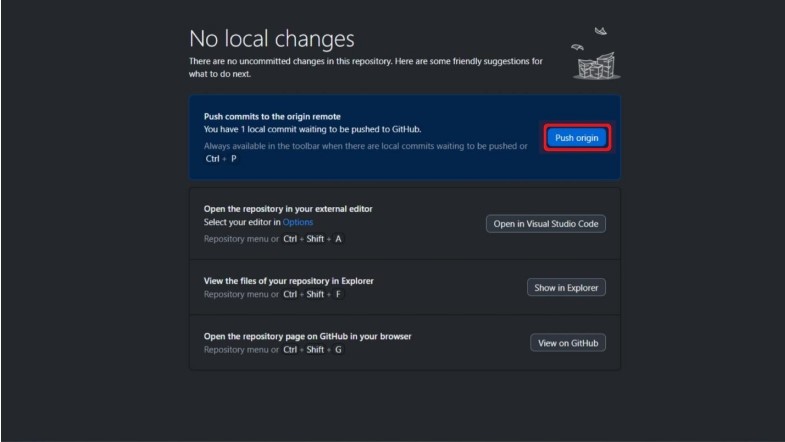 No local changes
There are no uncommitted changes in this repository. Here are some friendly suggestions for
what to do next.
Push commits to the origin remote
You have 1 local commit waiting to be pushed to GitHub.
Always available in the toolbar when there are local commits waiting to be pushed or
Ctrl + P
Push origin
Open the repository in your external editor
Select your editor in Options
Repository menu or Ctrl + Shift + A
Open in Visual Studio Code
View the files of your repository in Explorer
Repository menu or Ctrl + Shift + F
Show in Explorer
Open the repository page on GitHub in your browser
Repository menu or Ctrl + Shift + G
View on GitHub